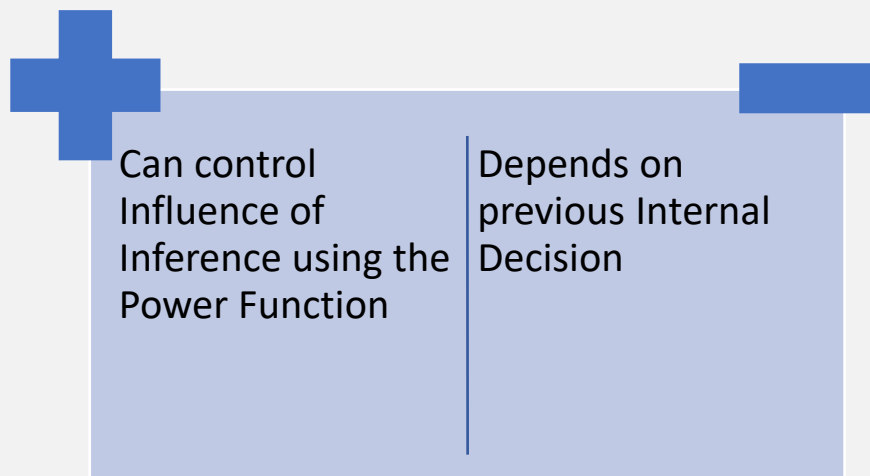 Can control
Influence of
Inference using the
Power Function
Depends on
previous Internal
Decision